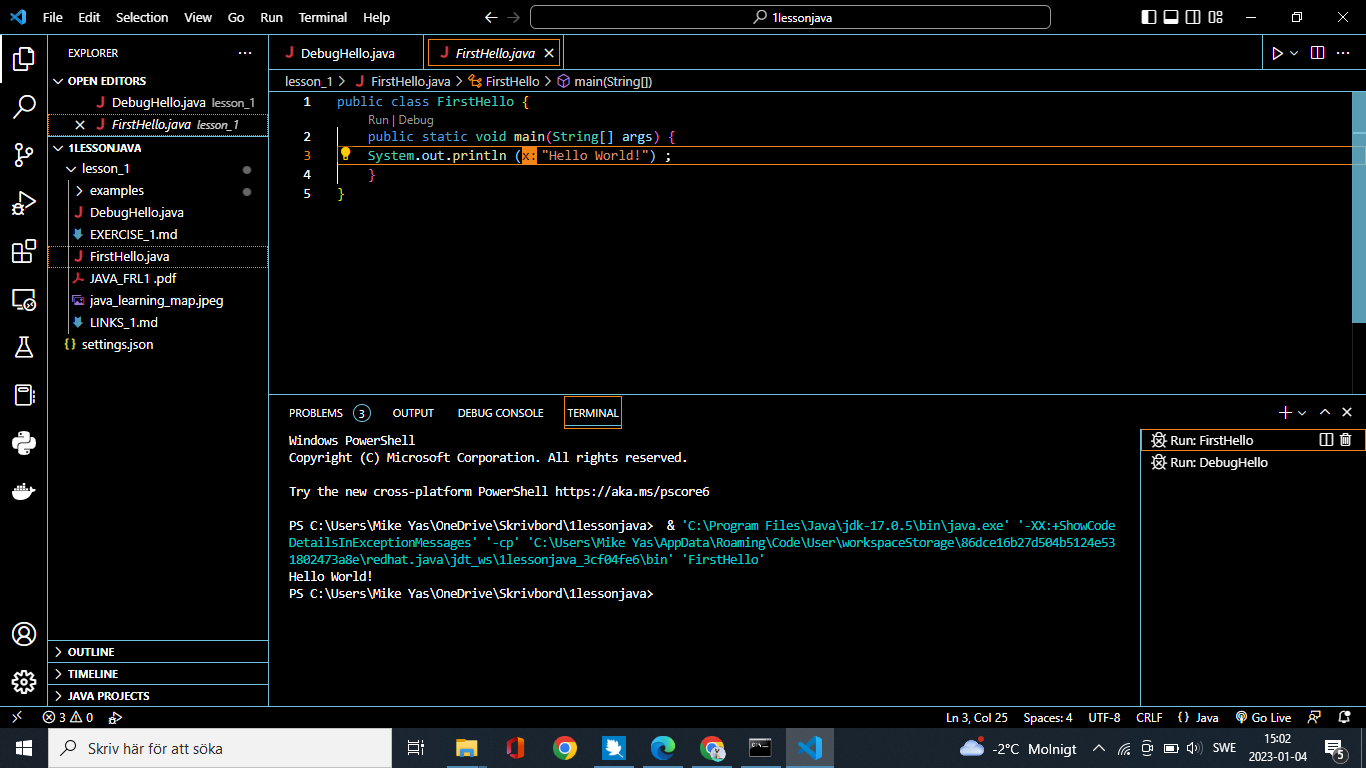 File Edit Selection View Go Run Terminal Help
1lessonjava
EXPLORER
OPEN EDITORS
DebugHello.java lesson_1
FirstHello.java lesson_1
1LESSONJAVA
lesson_1
examples
DebugHello.java
EXERCISE_1.md
FirstHello.java
JAVA_FRL1 .pdf
java_learning_map.jpeg
LINKS_1.md
settings.json
OUTLINE
TIMELINE
JAVA PROJECTS
DebugHello.java FirstHello.java
lesson_1 > FirstHello.java > FirstHello > main(String[])
1 public class FirstHello {
Run | Debug
2 public static void main(String[] args) {
3 System.out.println (x: "Hello World!") ;
4 }
5 }
PROBLEMS 3 OUTPUT DEBUG CONSOLE TERMINAL
Windows PowerShell
Copyright (C) Microsoft Corporation. All rights reserved.
Try the new cross-platform PowerShell https://aka.ms/pscore6
PS C:\Users\Mike Yas\OneDrive\Skrivbord\1lessonjava> & 'C:\Program Files\Java\jdk-17.0.5\bin\java.exe' '-XX:+ShowCode
DetailsInExceptionMessages' '-cp' 'C:\Users\Mike Yas\AppData\Roaming\Code\User\workspaceStorage\86dce16b27d504b5124e53
1802473a8e\redhat.java\jdt_ws\1lessonjava_3cf04fe6\bin' 'FirstHello'
Hello World!
PS C:\Users\Mike Yas\OneDrive\Skrivbord\1lessonjava>
Run: FirstHello
Run: DebugHello
3 0
Ln 3, Col 25 Spaces: 4 UTF-8 CRLF {} Java Go Live
Skriv här för att söka
-2°C Molnigt
SWE
15:02
2023-01-04
5